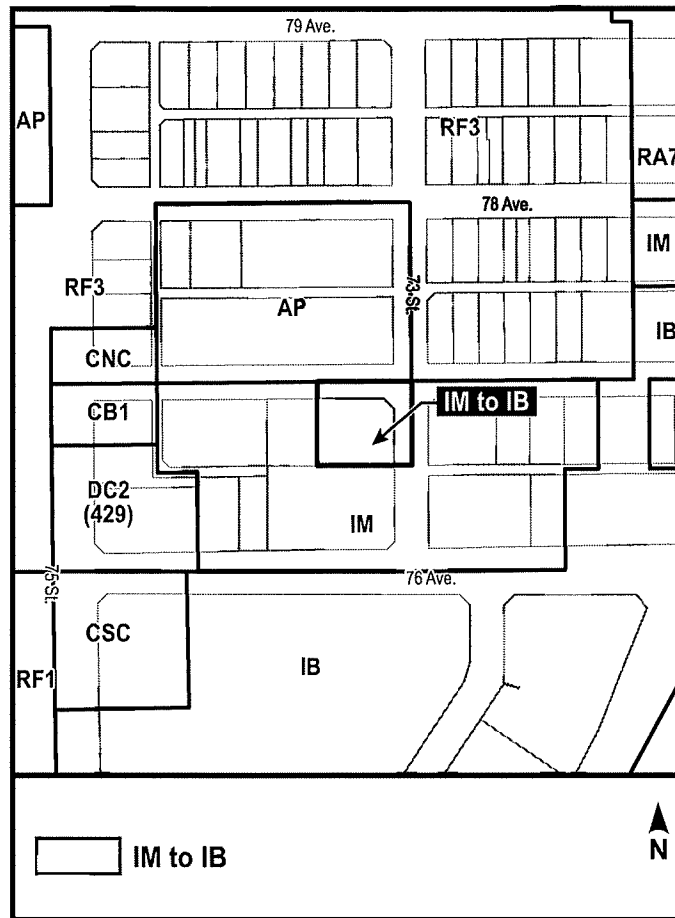 79 Ave.
AP
RF3
RA7
78 Ave.
IM
RF3
73 St.
AP
IB
CNC
CB1
IM to IB
DC2
(429)
IM
75 St.
76 Ave.
CSC
RF1
IB
IM to IB
N